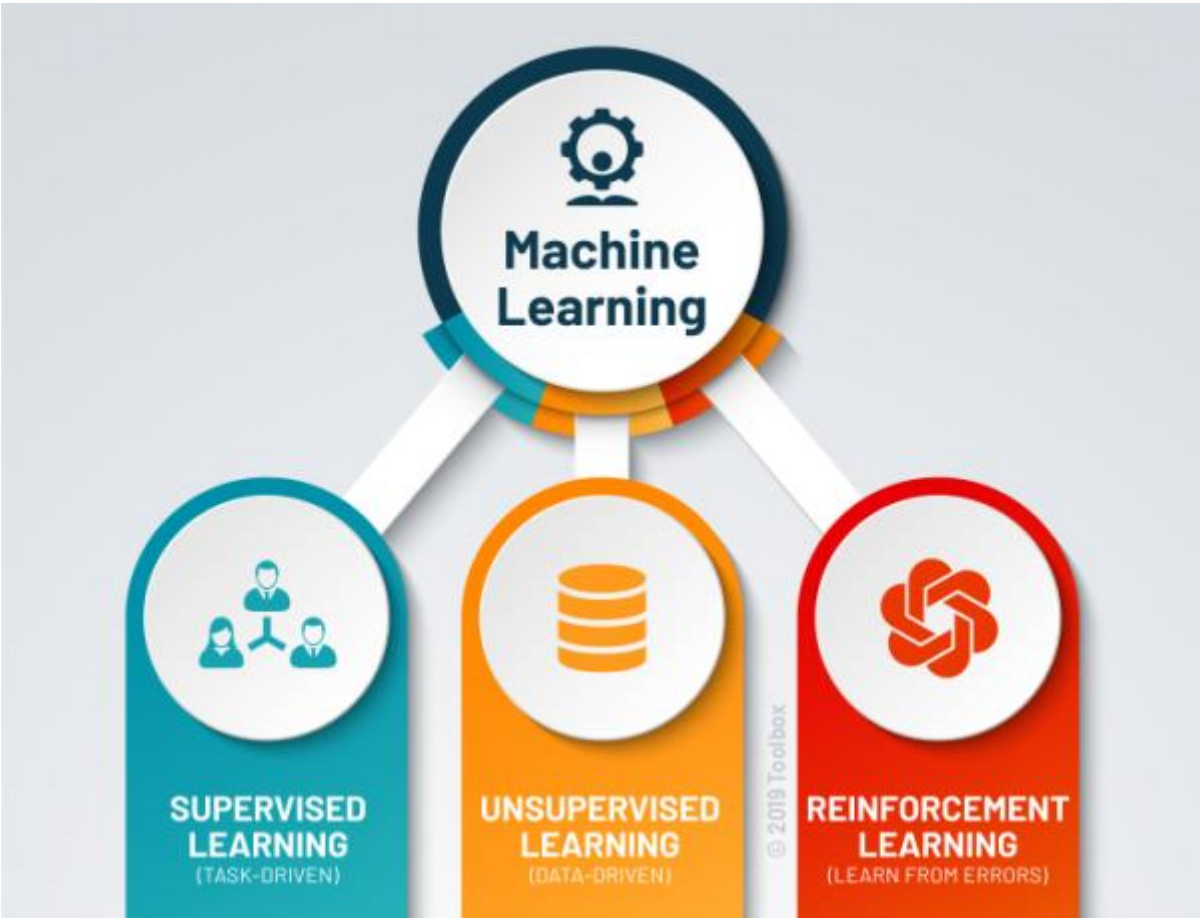 Machine
Learning
SUPERVISED
LEARNING
(TASK-DRIVEN)
UNSUPERVISED
LEARNING
(DATA-DRIVEN)
© 2019 Toolbox
REINFORCEMENT
LEARNING
(LEARN FROM ERRORS)